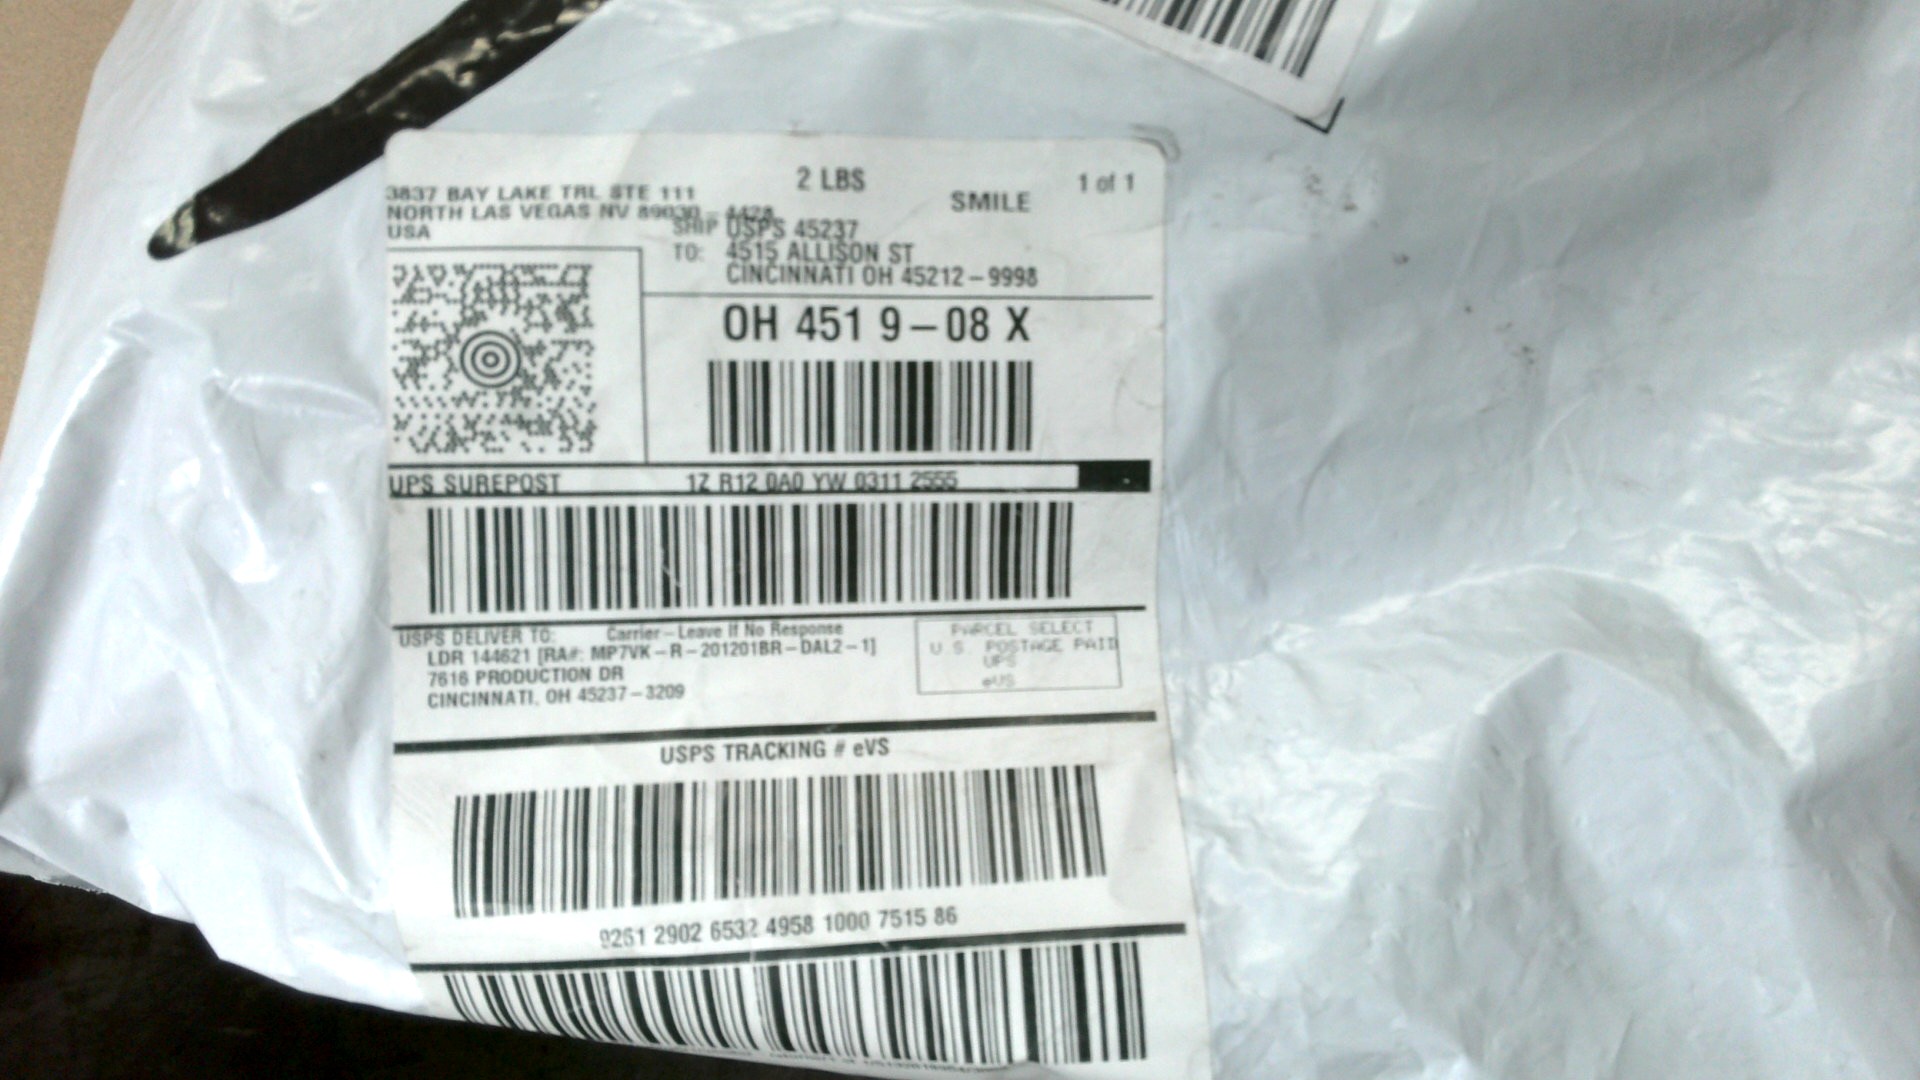 3837 BAY LAKE TRL STE 111
NORTH LAS VEGAS NV 89030-4428
USA
2 LBS
SMILE
1 of 1
SHIP TO:
USPS 45237
4515 ALLISON ST
CINCINNATI OH 45212-9998
OH 451 9-08 X
UPS SUREPOST 1Z R12 0A0 YW 0311 2555
USPS DELIVER TO: Carrier-Leave If No Response
LDR 144621 [RA#: MP7VK-R-201201BR-DAL2-1]
7616 PRODUCTION DR
CINCINNATI, OH 45237-3209
PARCEL SELECT
U.S. POSTAGE PAID
UPS
eVS
USPS TRACKING # eVS
9261 2902 6532 4958 1000 7515 86